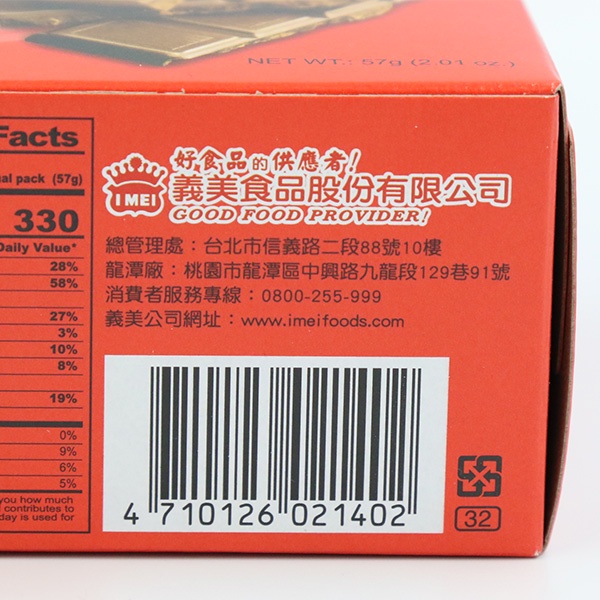 NET WT.: 57g (2.01 oz.)
Facts
ual pack (57g)
330
Daily Value*
28%
58%
27%
3%
10%
8%
19%
0%
9%
6%
5%
you how much
contributes to
day is used for
好食品的供應者!
IMEI
義美食品股份有限公司
GOOD FOOD PROVIDER!
總管理處：台北市信義路二段88號10樓
龍潭廠：桃園市龍潭區中興路九龍段129巷91號
消費者服務專線：0800-255-999
義美公司網址：www.imeifoods.com
4 710126 021402
32